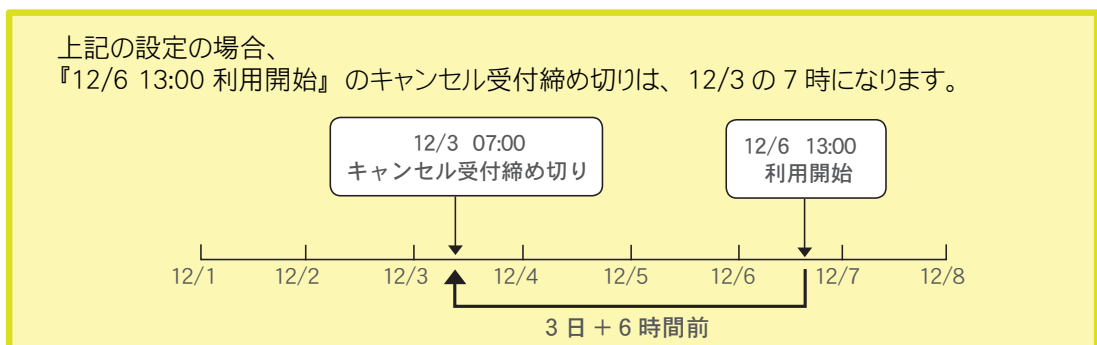 上記の設定の場合、
『12/6 13:00 利用開始』のキャンセル受付締め切りは、12/3 の 7 時になります。
12/3 07:00
キャンセル受付締め切り
12/6 13:00
利用開始
12/1 12/2 12/3 12/4 12/5 12/6 12/7 12/8
3 日 + 6 時間前